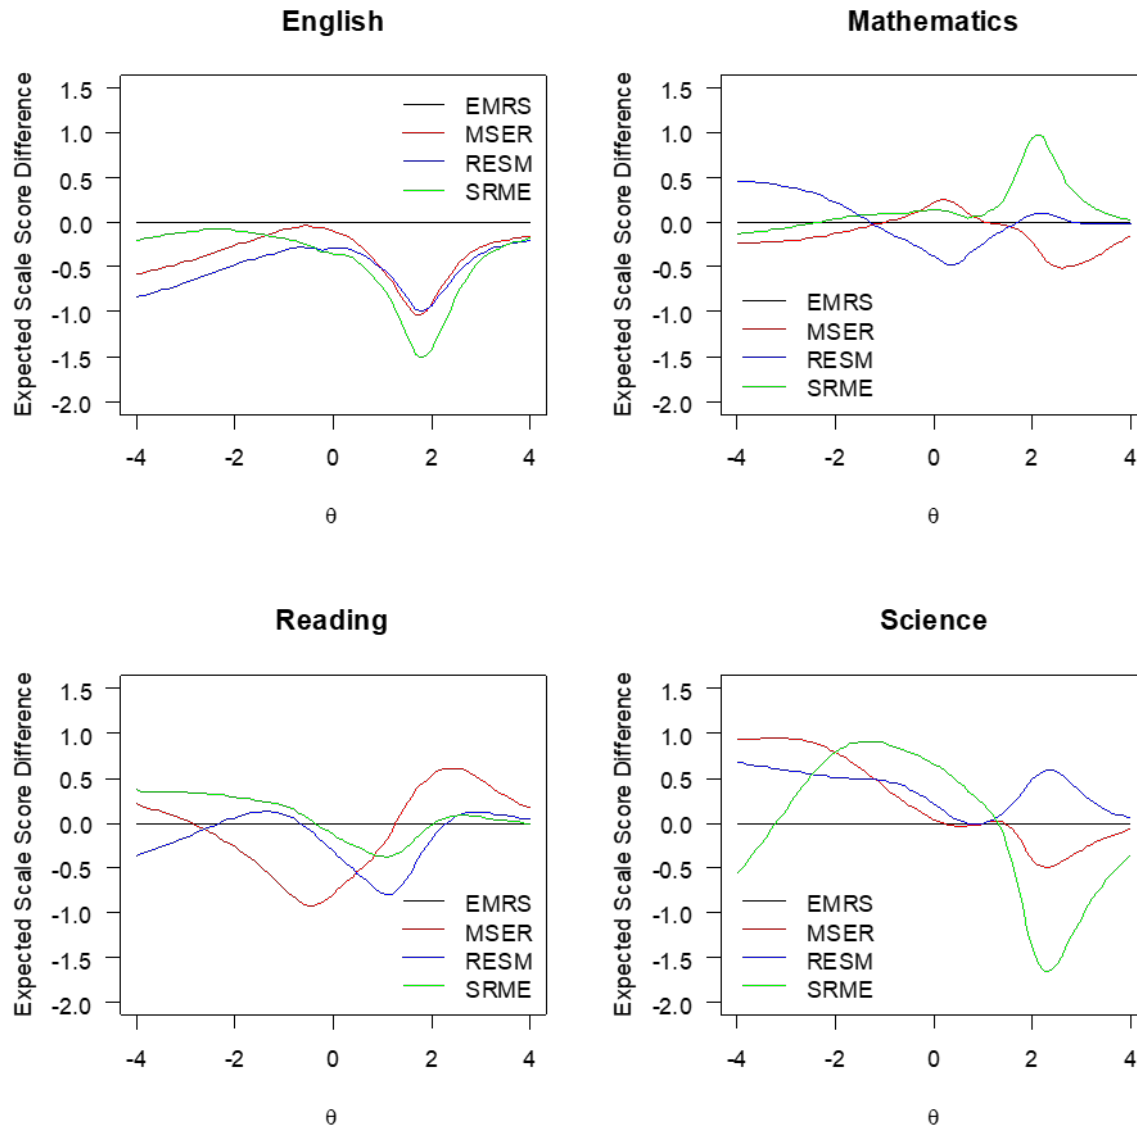 English
Expected Scale Score Difference
1.5
1.0
0.5
0.0
-0.5
-1.0
-1.5
-2.0
EMRS
MSER
RESM
SRME
-4 -2 0 2 4
θ
Mathematics
Expected Scale Score Difference
1.5
1.0
0.5
0.0
-0.5
-1.0
-1.5
-2.0
EMRS
MSER
RESM
SRME
-4 -2 0 2 4
θ
Reading
Expected Scale Score Difference
1.5
1.0
0.5
0.0
-0.5
-1.0
-1.5
-2.0
EMRS
MSER
RESM
SRME
-4 -2 0 2 4
θ
Science
Expected Scale Score Difference
1.5
1.0
0.5
0.0
-0.5
-1.0
-1.5
-2.0
EMRS
MSER
RESM
SRME
-4 -2 0 2 4
θ